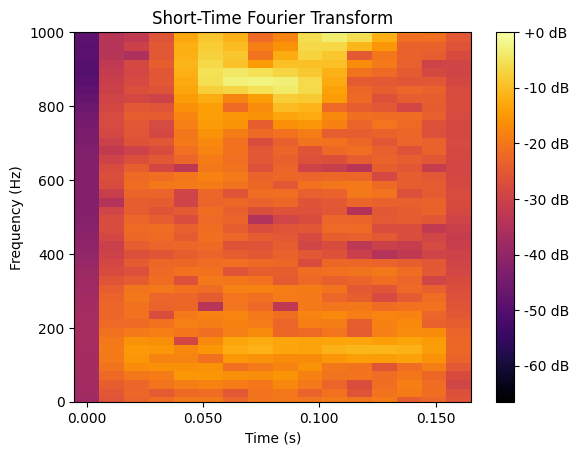 Short-Time Fourier Transform
1000
800
600
400
200
0
Frequency (Hz)
0.000
0.050
0.100
0.150
Time (s)
+0 dB
-10 dB
-20 dB
-30 dB
-40 dB
-50 dB
-60 dB